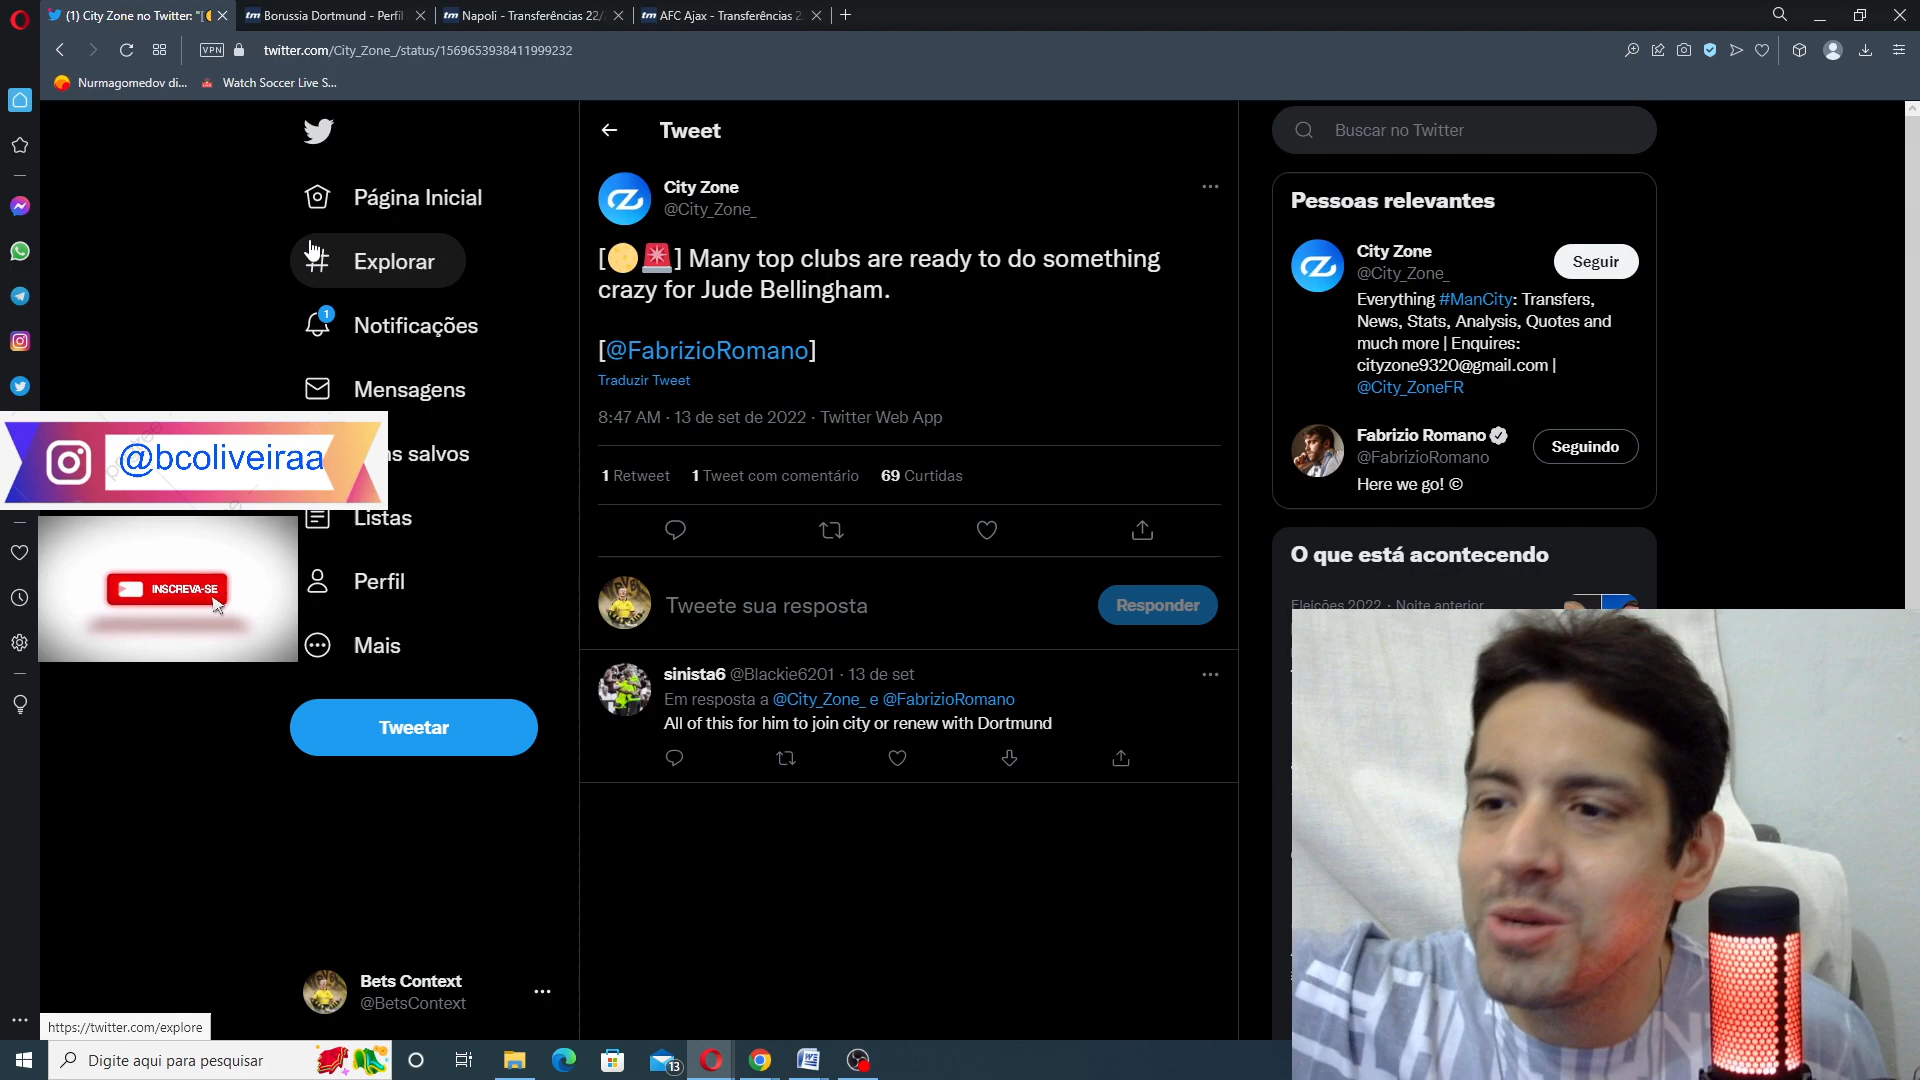 (1) City Zone no Twitter: "[
Borussia Dortmund - Perfil
tm Napoli - Transferências 22/
tm AFC Ajax - Transferências 2
VPN
twitter.com/City_Zone_/status/1569653938411999232
Nurmagomedov di...
Watch Soccer Live S...
Página Inicial
Explorar
1
Notificações
Mensagens
ns salvos
@bcoliveiraa
Listas
INSCREVA-SE
Perfil
Mais
Tweetar
Bets Context
@BetsContext
https://twitter.com/explore
Tweet
City Zone
@City_Zone_
[🌕🚨] Many top clubs are ready to do something
crazy for Jude Bellingham.
[@FabrizioRomano]
Traduzir Tweet
8:47 AM · 13 de set de 2022 · Twitter Web App
1 Retweet 1 Tweet com comentário 69 Curtidas
Tweete sua resposta
Responder
sinista6 @Blackie6201 · 13 de set
Em resposta a @City_Zone_ e @FabrizioRomano
All of this for him to join city or renew with Dortmund
Buscar no Twitter
Pessoas relevantes
City Zone
@City_Zone_
Seguir
Everything #ManCity: Transfers,
News, Stats, Analysis, Quotes and
much more | Enquires:
cityzone9320@gmail.com |
@City_ZoneFR
Fabrizio Romano
@FabrizioRomano
Seguindo
Here we go! ©
O que está acontecendo
Eleições 2022 · Noite anterior
Digite aqui para pesquisar
13